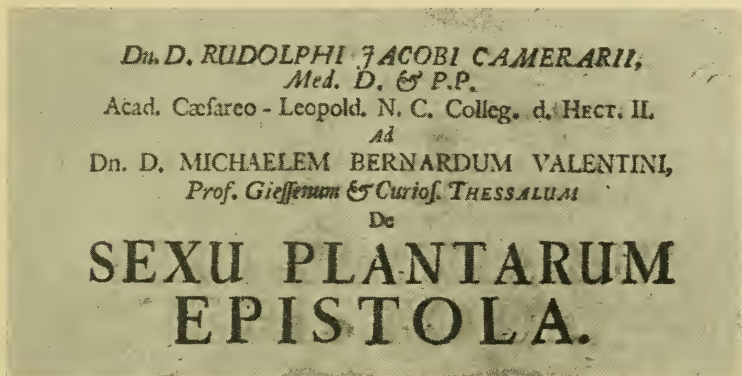 Dn. D. RUDOLPHI JACOBI CAMERARII,
Med. D. & P.P.
Acad. Cæſareo - Leopold. N. C. Colleg. d. HECT. II.
Ad
Dn. D. MICHAELEM BERNARDUM VALENTINI,
Prof. Gieſſenum & Curioſ. THESSALUM
De
SEXU PLANTARUM
EPISTOLA.